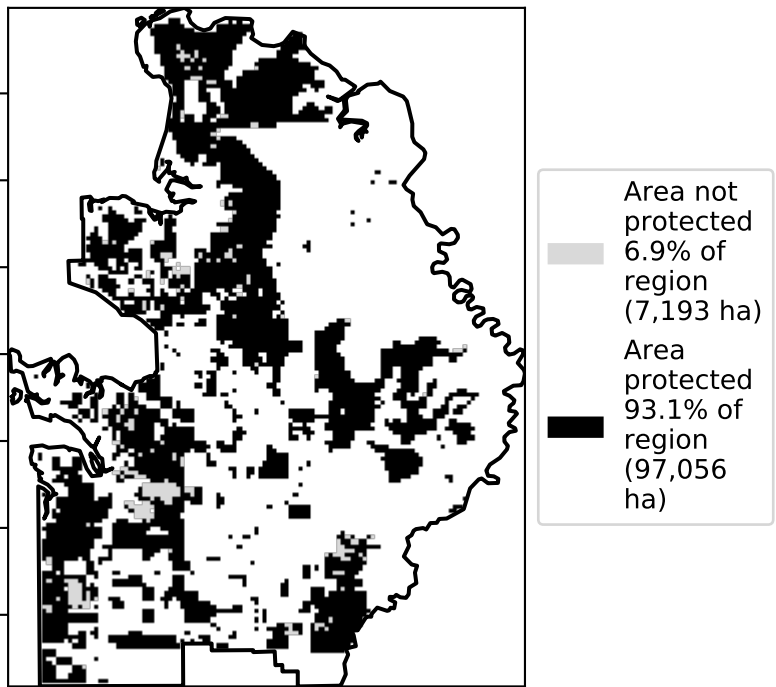 Area not
protected
6.9% of
region
(7,193 ha)
Area
protected
93.1% of
region
(97,056
ha)